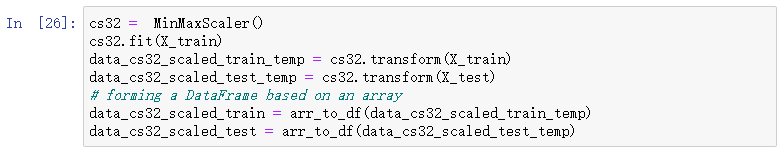 In [26]: cs32 =  MinMaxScaler()
cs32.fit(X_train)
data_cs32_scaled_train_temp = cs32.transform(X_train)
data_cs32_scaled_test_temp = cs32.transform(X_test)
# forming a DataFrame based on an array
data_cs32_scaled_train = arr_to_df(data_cs32_scaled_train_temp)
data_cs32_scaled_test = arr_to_df(data_cs32_scaled_test_temp)